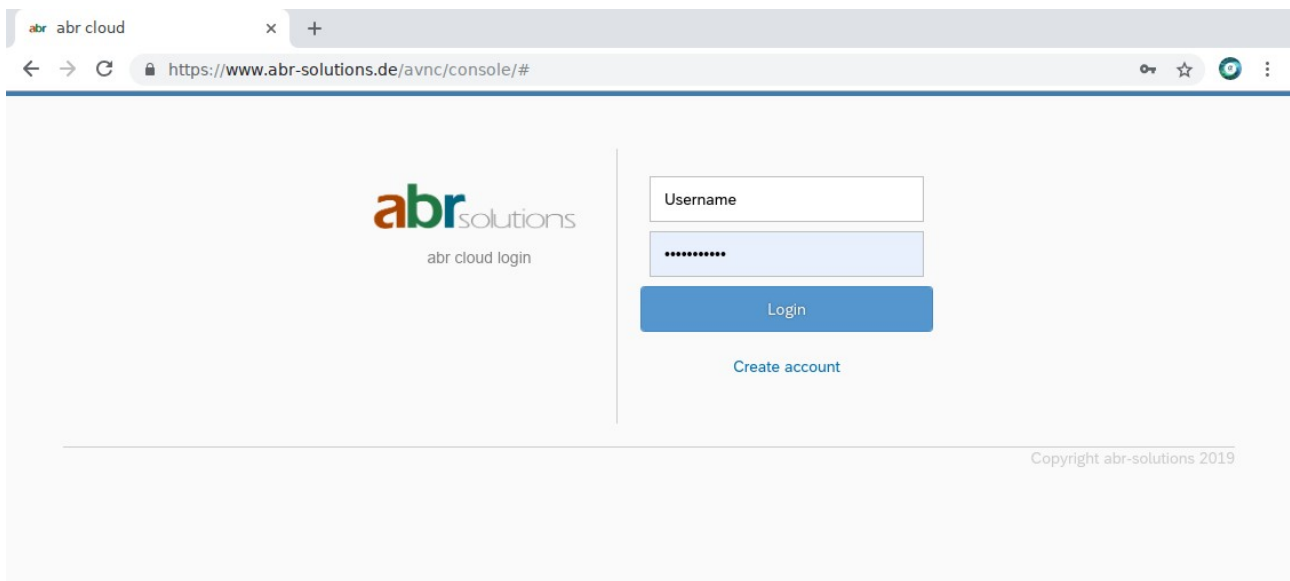 abr abr cloud
https://www.abr-solutions.de/avnc/console/#
abrsolutions
abr cloud login
Username
•••••••••••
Login
Create account
Copyright abr-solutions 2019